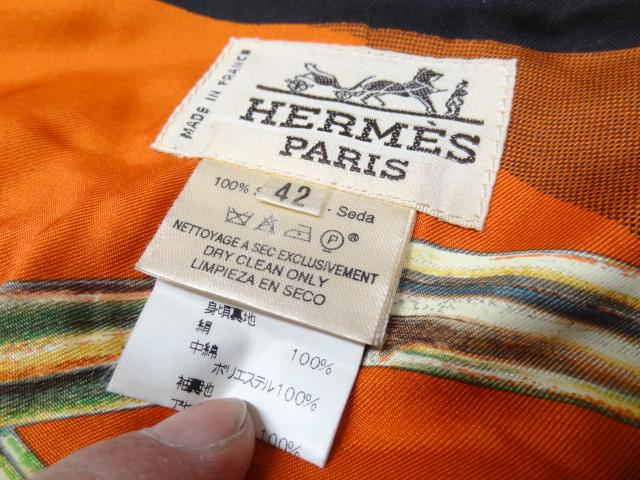 MADE IN FRANCE
HERMÈS
PARIS
42
100% - Seda
P ®
NETTOYAGE A SEC EXCLUSIVEMENT
DRY CLEAN ONLY
LIMPIEZA EN SECO
身頃裏地
絹 100%
中綿
ポリエステル100%
袖裏地
100%